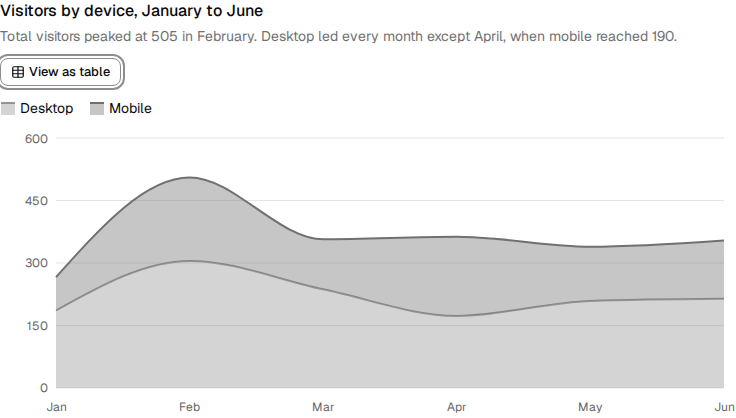 Visitors by device, January to June
Total visitors peaked at 505 in February. Desktop led every month except April, when mobile reached 190.
View as table
Desktop Mobile
600
450
300
150
0
Jan Feb Mar Apr May Jun